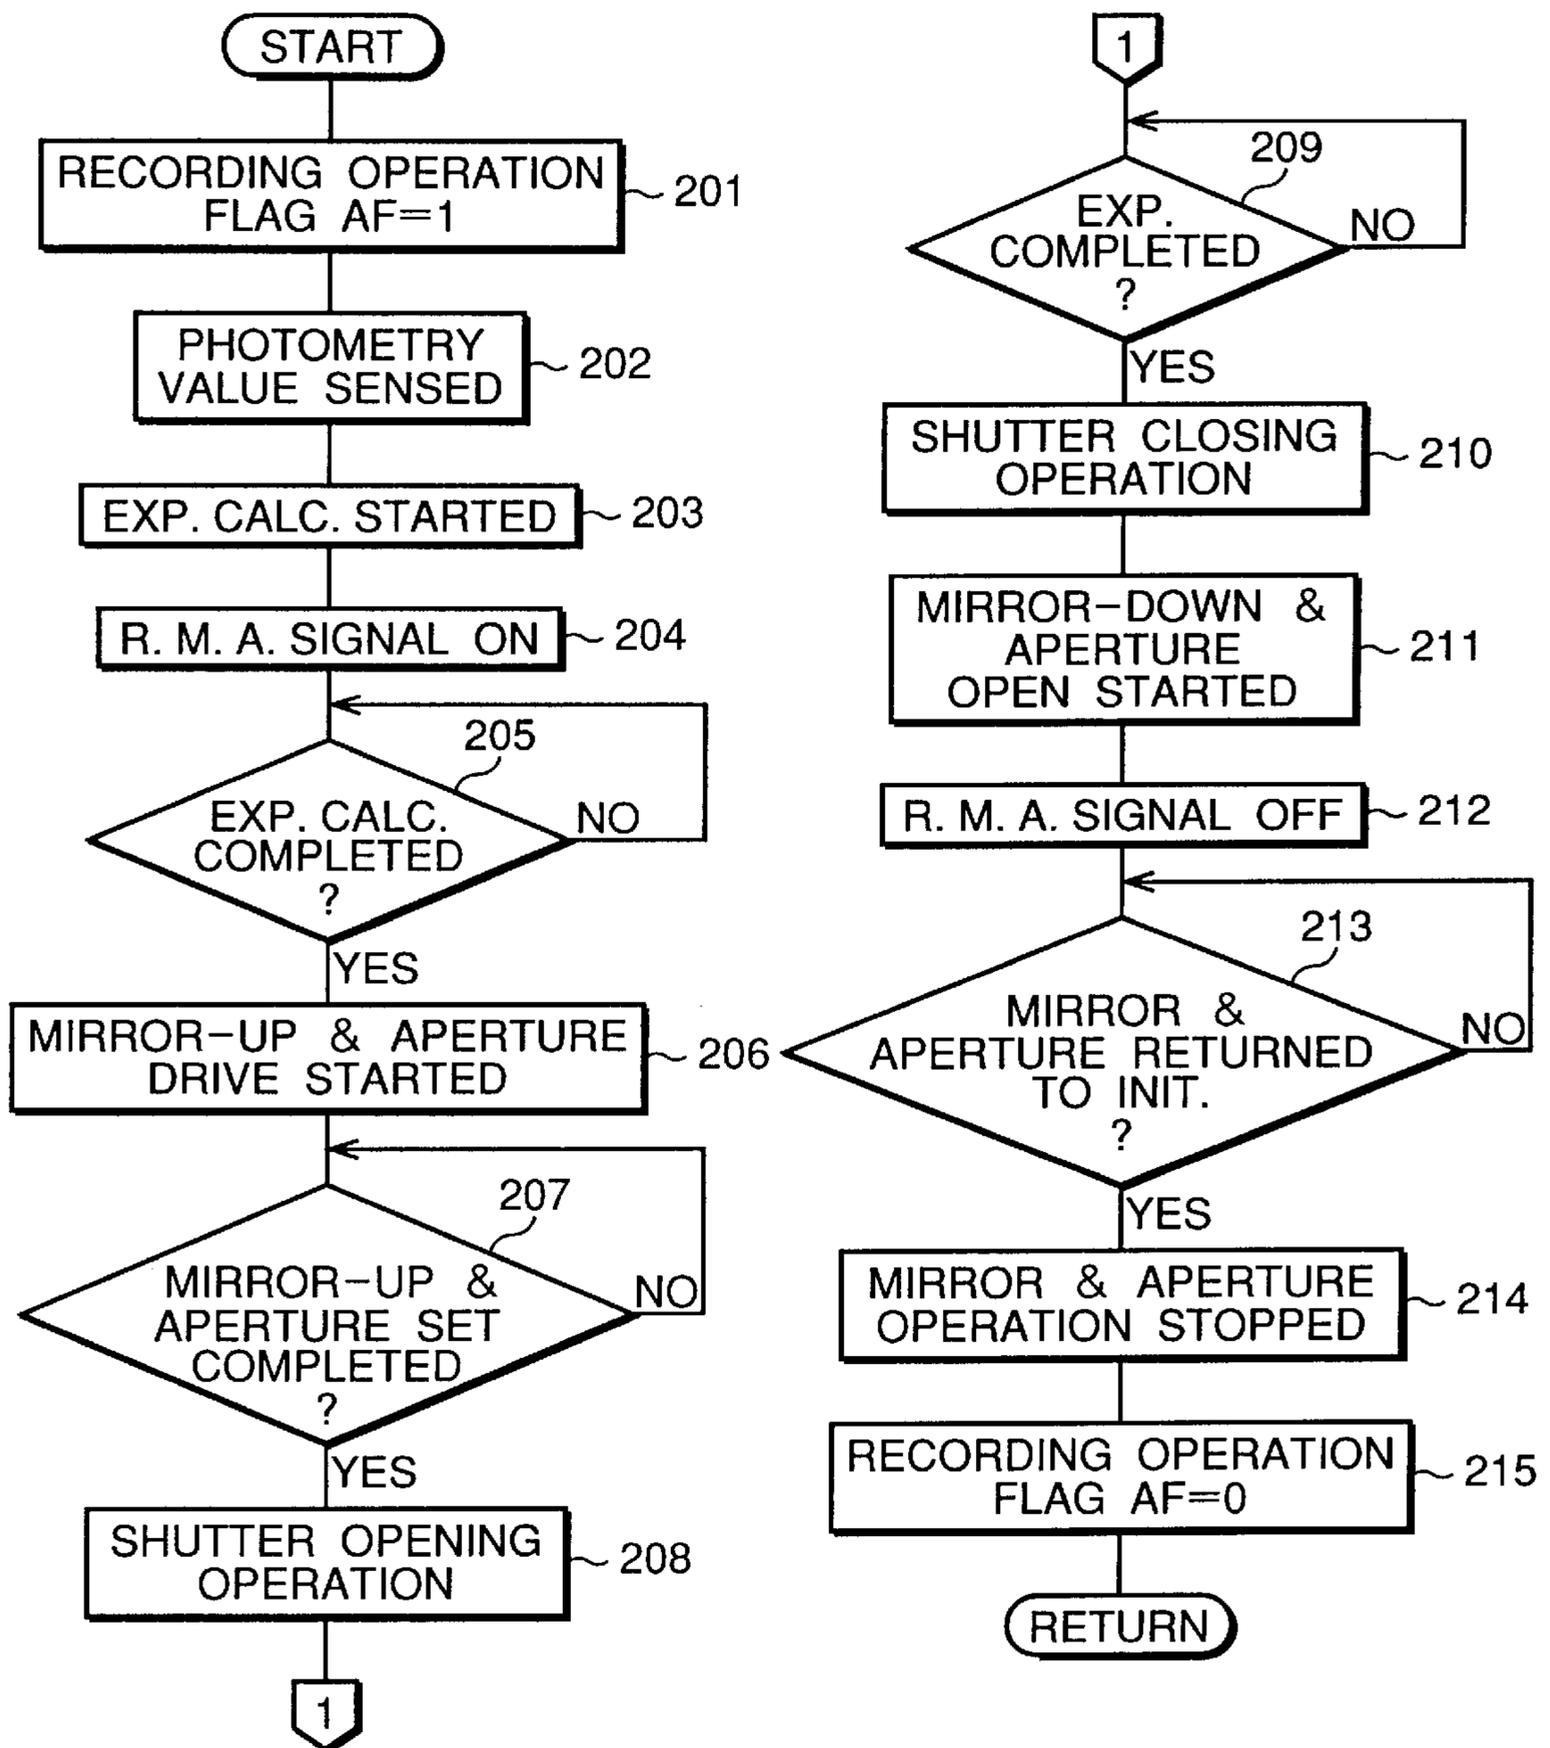 START
RECORDING OPERATION
FLAG AF=1
201
PHOTOMETRY
VALUE SENSED
202
EXP. CALC. STARTED
203
R. M. A. SIGNAL ON
204
205
EXP. CALC.
COMPLETED
?
NO
YES
MIRROR-UP & APERTURE
DRIVE STARTED
206
207
MIRROR-UP &
APERTURE SET
COMPLETED
?
NO
YES
SHUTTER OPENING
OPERATION
208
1
1
209
EXP.
COMPLETED
?
NO
YES
SHUTTER CLOSING
OPERATION
210
MIRROR-DOWN &
APERTURE
OPEN STARTED
211
R. M. A. SIGNAL OFF
212
213
MIRROR &
APERTURE RETURNED
TO INIT.
?
NO
YES
MIRROR & APERTURE
OPERATION STOPPED
214
RECORDING OPERATION
FLAG AF=0
215
RETURN